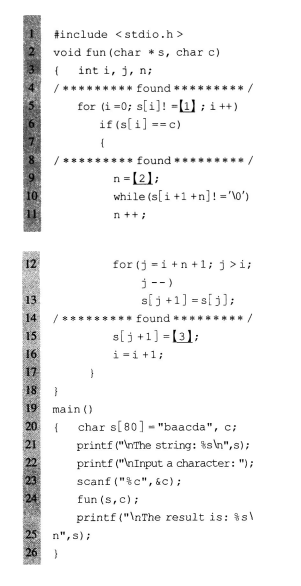 1 #include <stdio.h>
2 void fun(char * s, char c)
3 { int i, j, n;
4 /********* found*********/
5 for (i=0; s[i]!=【1】; i++)
6 if(s[i]==c)
7 {
8 /********* found*********/
9 n=【2】;
10 while(s[i+1+n]!='\0')
11 n++;
12 for(j=i+n+1; j>i;
j--)
13 s[j+1]=s[j];
14 /********* found*********/
15 s[j+1]=【3】;
16 i=i+1;
17 }
18 }
19 main()
20 { char s[80]="baacda", c;
21 printf("\nThe string: %s\n",s);
22 printf("\nInput a character: ");
23 scanf("%c",&c);
24 fun(s,c);
printf("\nThe result is: %s\
25 n",s);
26 }